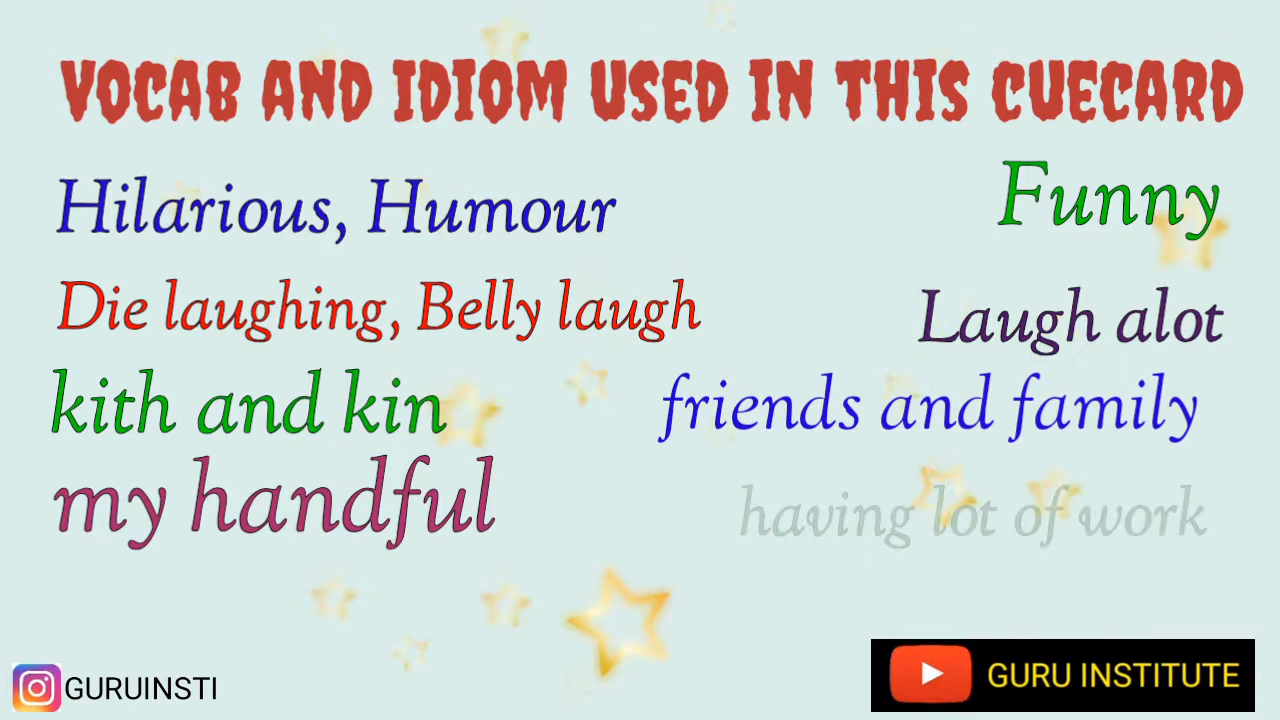 VOCAB AND IDIOM USED IN THIS CUECARD
Hilarious, Humour
Funny
Die laughing, Belly laugh
Laugh alot
kith and kin
friends and family
my handful
having lot of work
GURUINSTI
GURU INSTITUTE